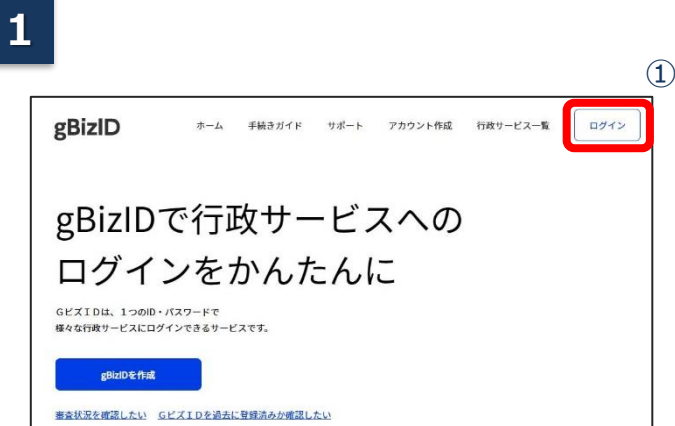 1
①
gBizID ホーム 手続きガイド サポート アカウント作成 行政サービス一覧 ログイン
gBizIDで行政サービスへの
ログインをかんたんに
GビズIDは、1つのID・パスワードで
様々な行政サービスにログインできるサービスです。
gBizIDを作成
審査状況を確認したい GビズIDを過去に登録済みか確認したい